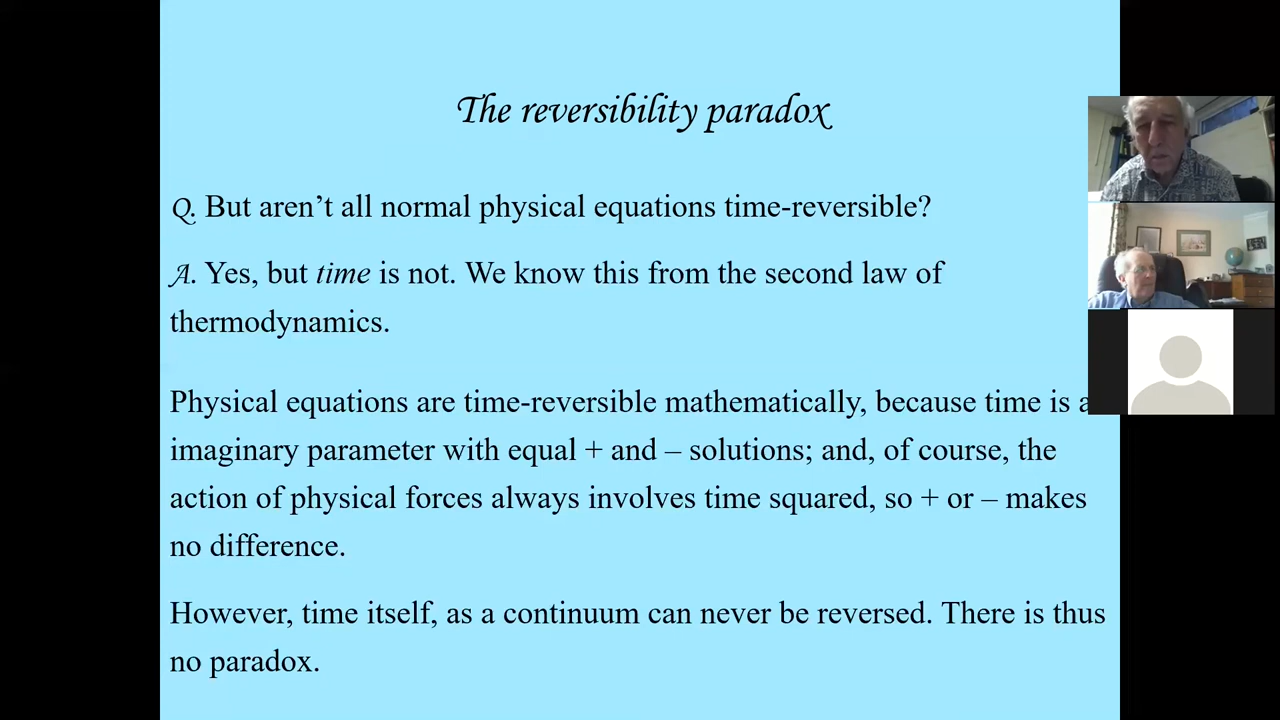 The reversibility paradox
Q. But aren’t all normal physical equations time-reversible?
A. Yes, but time is not. We know this from the second law of
thermodynamics.
Physical equations are time-reversible mathematically, because time is
imaginary parameter with equal + and – solutions; and, of course, the
action of physical forces always involves time squared, so + or – makes
no difference.
However, time itself, as a continuum can never be reversed. There is thus
no paradox.